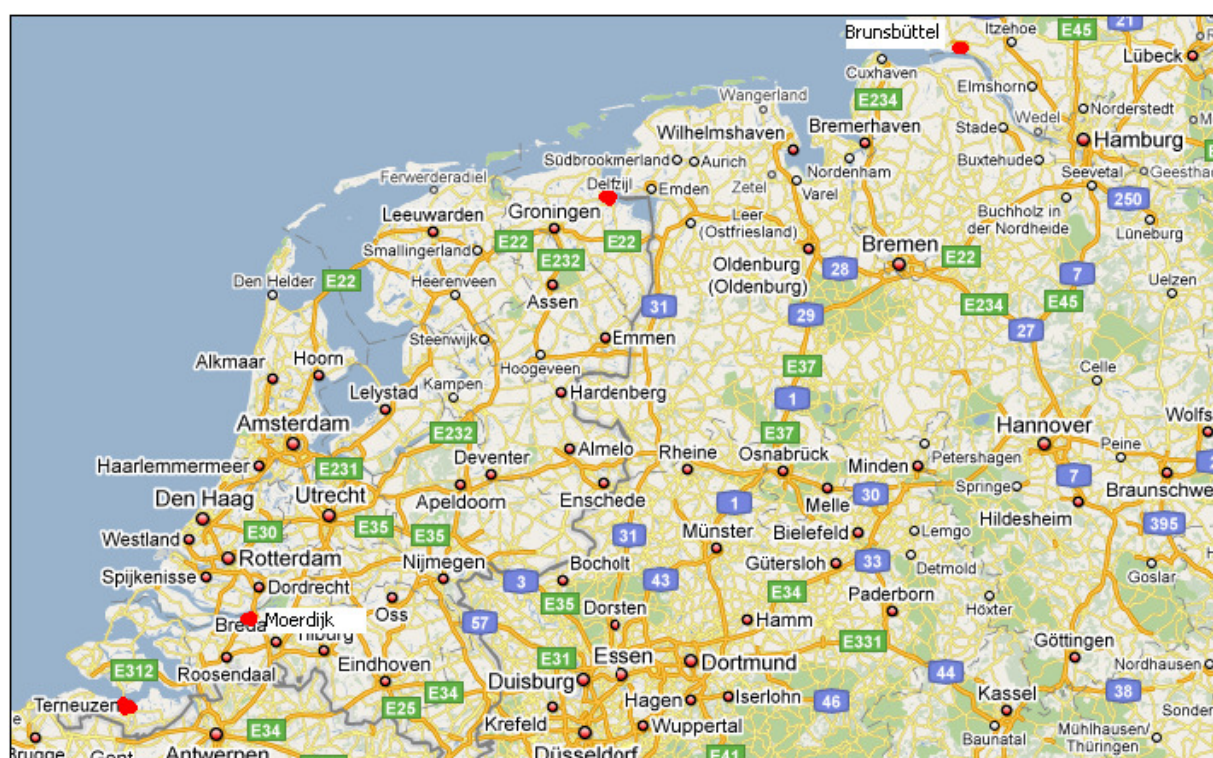 Brunsbüttel
Itzehoe
E45
21
Lübeck
Cuxhaven
Elmshorn
Wangerland
E234
Norderstedt
Wilhelmshaven
Bremerhaven
Stade
Wedel
Hamburg
Südbrookmerland
Aurich
Nordenham
Buxtehude
Seevetal
Geestha
Ferwerderadiel
Delfzijl
Emden
Zetel
Varel
250
Leeuwarden
Groningen
Leer
(Ostfriesland)
Buchholz in
der Nordheide
Lüneburg
Smallingerland
E22
E22
Bremen
E22
E232
Oldenburg
(Oldenburg)
28
7
Den Helder
E22
Heerenveen
Assen
Uelzen
31
29
E234
E45
Steenwijk
Emmen
27
Alkmaar
Hoorn
Hoogeveen
E37
Celle
Lelystad
Kampen
Hardenberg
1
Wolfs
Amsterdam
E232
E37
Hannover
Almelo
Peine
Haarlemmermeer
E231
Deventer
Rheine
Osnabrück
Minden
Petershagen
7
2
Den Haag
Utrecht
Apeldoorn
Enschede
1
Melle
30
Springe
Braunschwe
Hildesheim
E30
E35
E35
31
Münster
Bielefeld
Lemgo
395
Westland
Rotterdam
Nijmegen
Bocholt
Gütersloh
33
Detmold
Goslar
Spijkenisse
Dordrecht
3
43
E34
Paderborn
Oss
E35
Dorsten
Höxter
Moerdijk
Breda
Tilburg
57
Hamm
E331
Göttingen
E312
Roosendaal
Eindhoven
E31
Essen
Dortmund
44
Nordhausen
Terneuzen
E34
Duisburg
Hagen
Iserlohn
46
Kassel
38
E25
Krefeld
Wuppertal
Sonder
E34
Baunatal
Mühlhausen/
Thüringen
Brugge
Gent
Antwerpen
Düsseldorf
E41